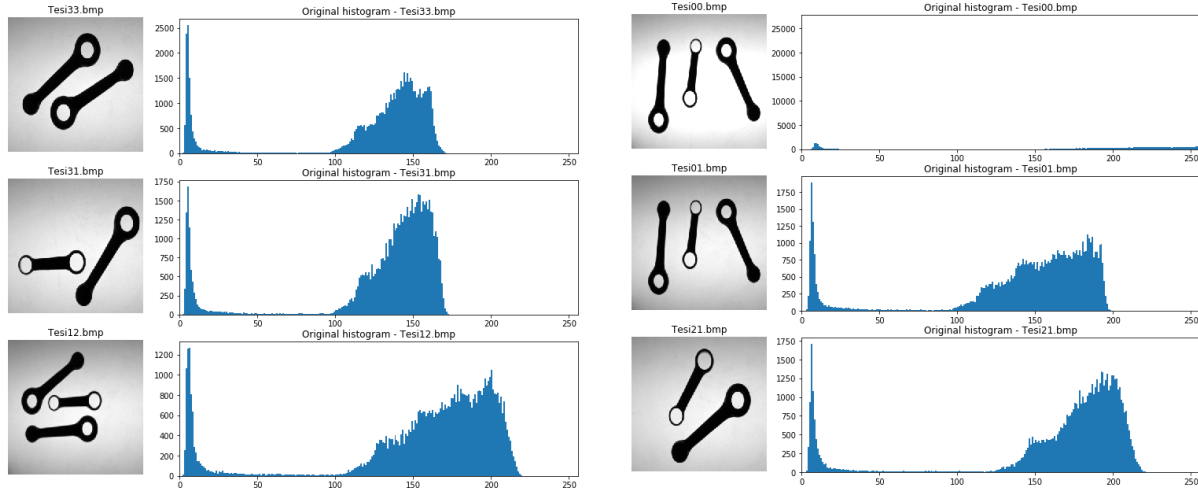 Tesi33.bmp
Original histogram - Tesi33.bmp
2500
2000
1500
1000
500
0
0 50 100 150 200 250
Tesi31.bmp
Original histogram - Tesi31.bmp
1750
1500
1250
1000
750
500
250
0
0 50 100 150 200 250
Tesi12.bmp
Original histogram - Tesi12.bmp
1200
1000
800
600
400
200
0
0 50 100 150 200 250
Tesi00.bmp
Original histogram - Tesi00.bmp
25000
20000
15000
10000
5000
0
0 50 100 150 200 250
Tesi01.bmp
Original histogram - Tesi01.bmp
1750
1500
1250
1000
750
500
250
0
0 50 100 150 200 250
Tesi21.bmp
Original histogram - Tesi21.bmp
1750
1500
1250
1000
750
500
250
0
0 50 100 150 200 250